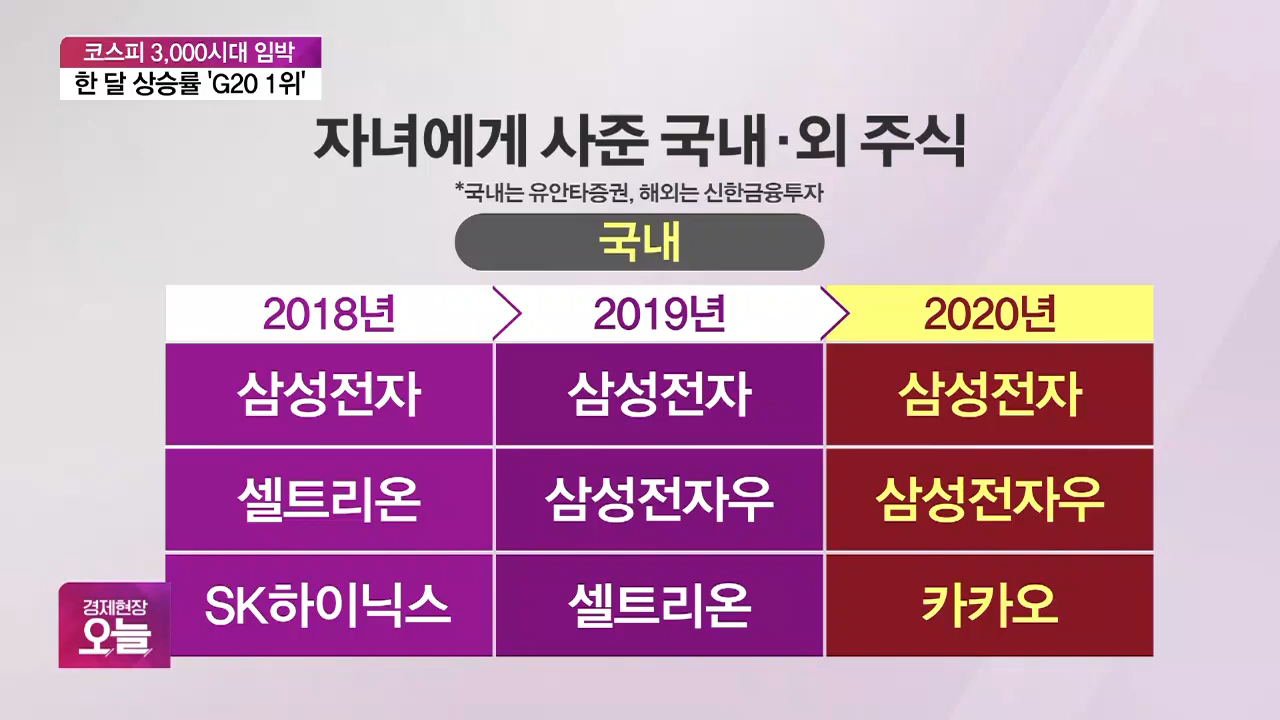 코스피 3,000시대 임박
한 달 상승률 'G20 1위'
자녀에게 사준 국내·외 주식
*국내는 유안타증권, 해외는 신한금융투자
국내
2018년 2019년 2020년
삼성전자 삼성전자 삼성전자
셀트리온 삼성전자우 삼성전자우
SK하이닉스 셀트리온 카카오
경제현장
오늘